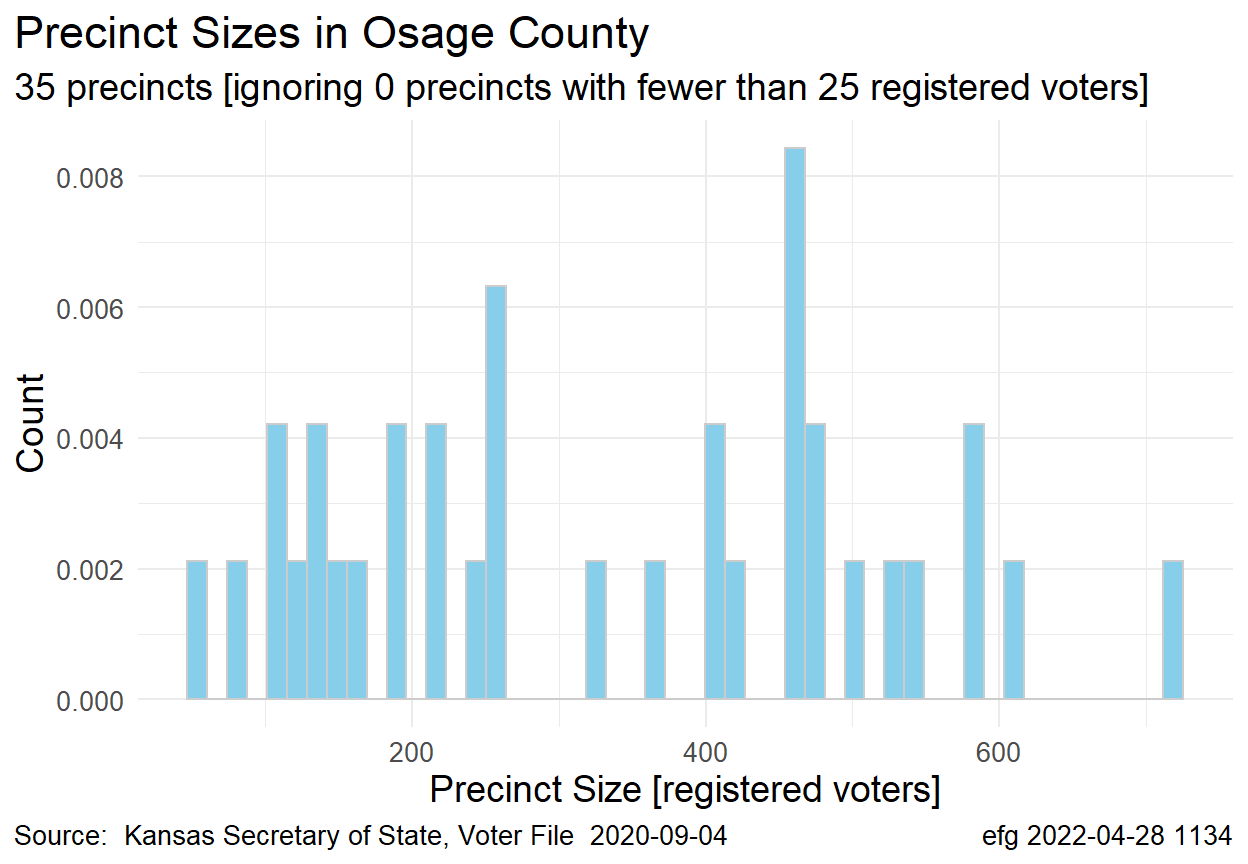 Precinct Sizes in Osage County
35 precincts [ignoring 0 precincts with fewer than 25 registered voters]
0.008
0.006
0.004
0.002
0.000
Count
200 400 600
Precinct Size [registered voters]
Source:  Kansas Secretary of State, Voter File  2020-09-04
efg 2022-04-28 1134